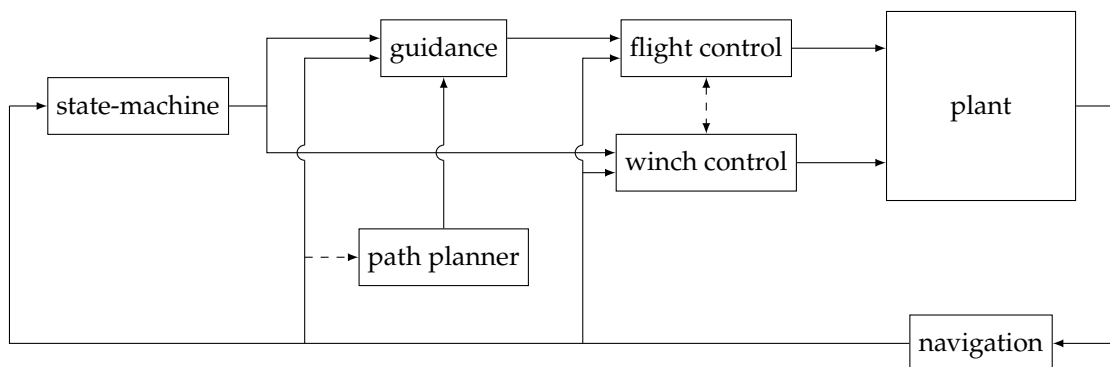 guidance
flight control
state-machine
plant
winch control
path planner
navigation